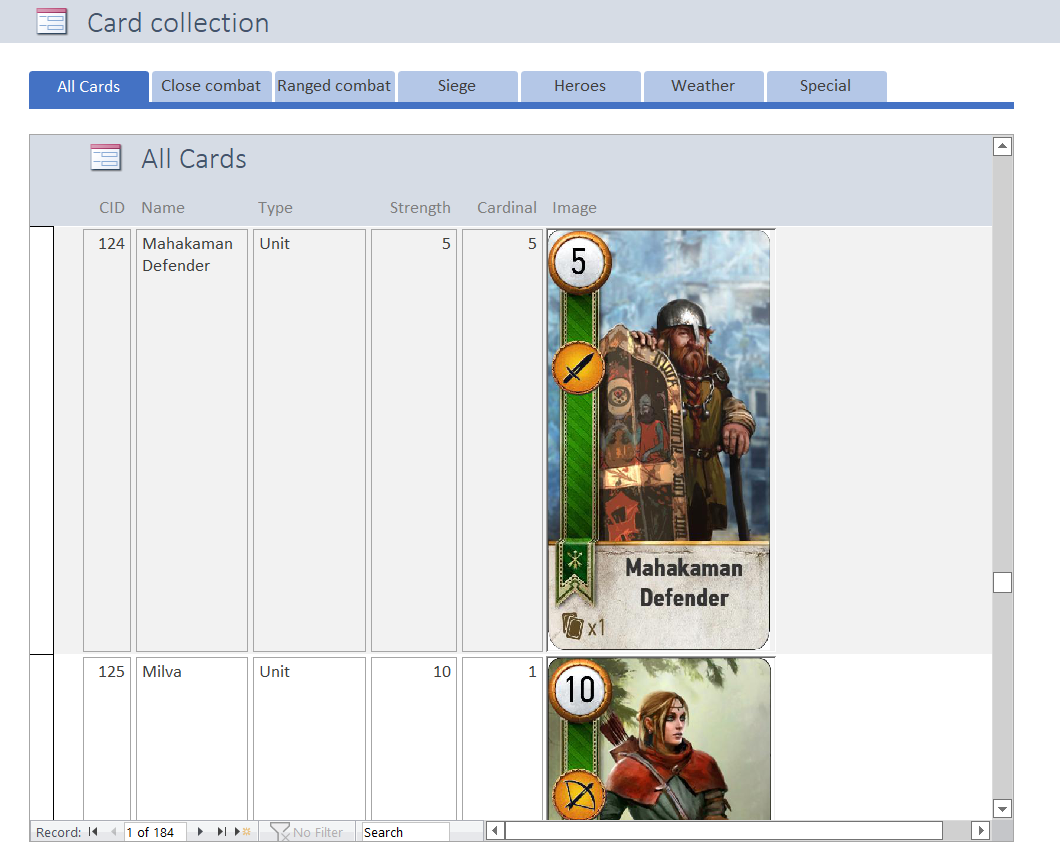 Card collection
All Cards Close combat Ranged combat Siege Heroes Weather Special
All Cards
CID Name Type Strength Cardinal Image
124 Mahakaman Defender Unit 5 5
5
Mahakaman
Defender
x1
125 Milva Unit 10 1
10
Record: 1 of 184 No Filter Search